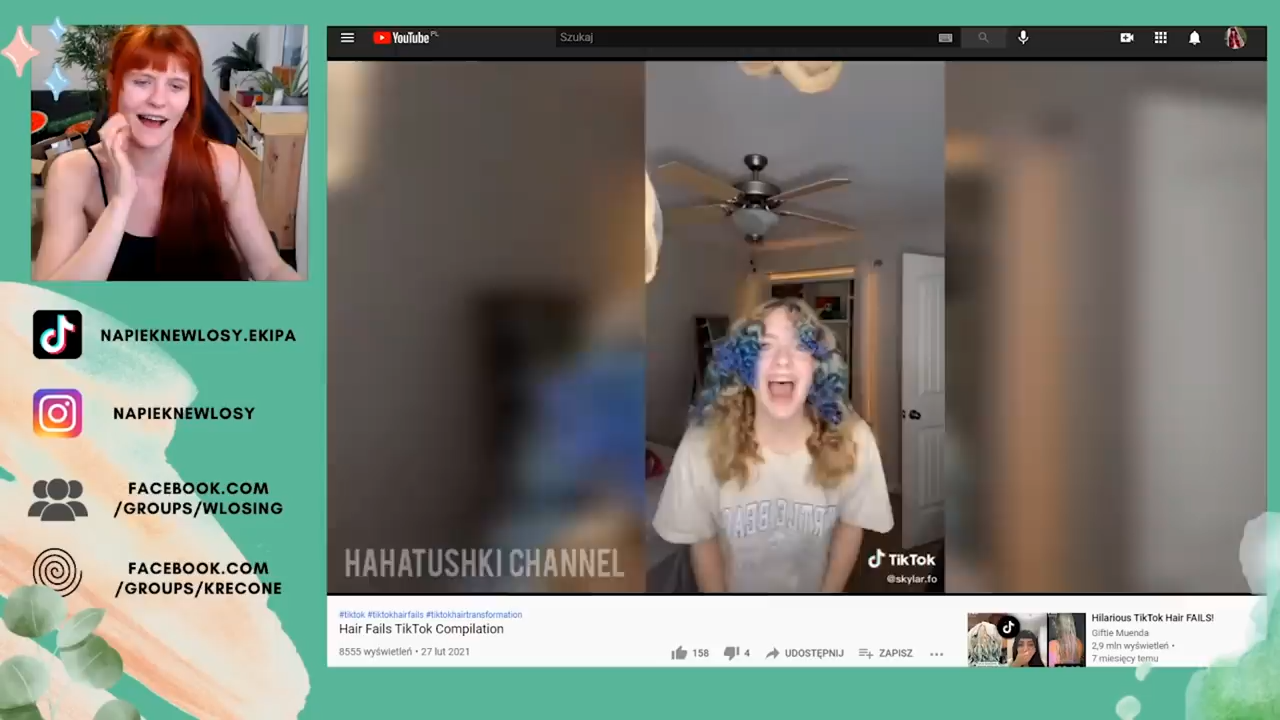 YouTube PL
Szukaj
NAPIEKNEWLOSY.EKIPA
NAPIEKNEWLOSY
FACEBOOK.COM
/GROUPS/WLOSING
FACEBOOK.COM
/GROUPS/KRECONE
HAHATUSHKI CHANNEL
TikTok
@skylar.fo
#tiktok #tiktokhairfails #tiktokhairtransformation
Hair Fails TikTok Compilation
8555 wyświetleń • 27 lut 2021
158
4
UDOSTĘPNIJ
ZAPISZ
Hilarious TikTok Hair FAILS!
Giftie Muenda
2,9 mln wyświetleń •
7 miesięcy temu